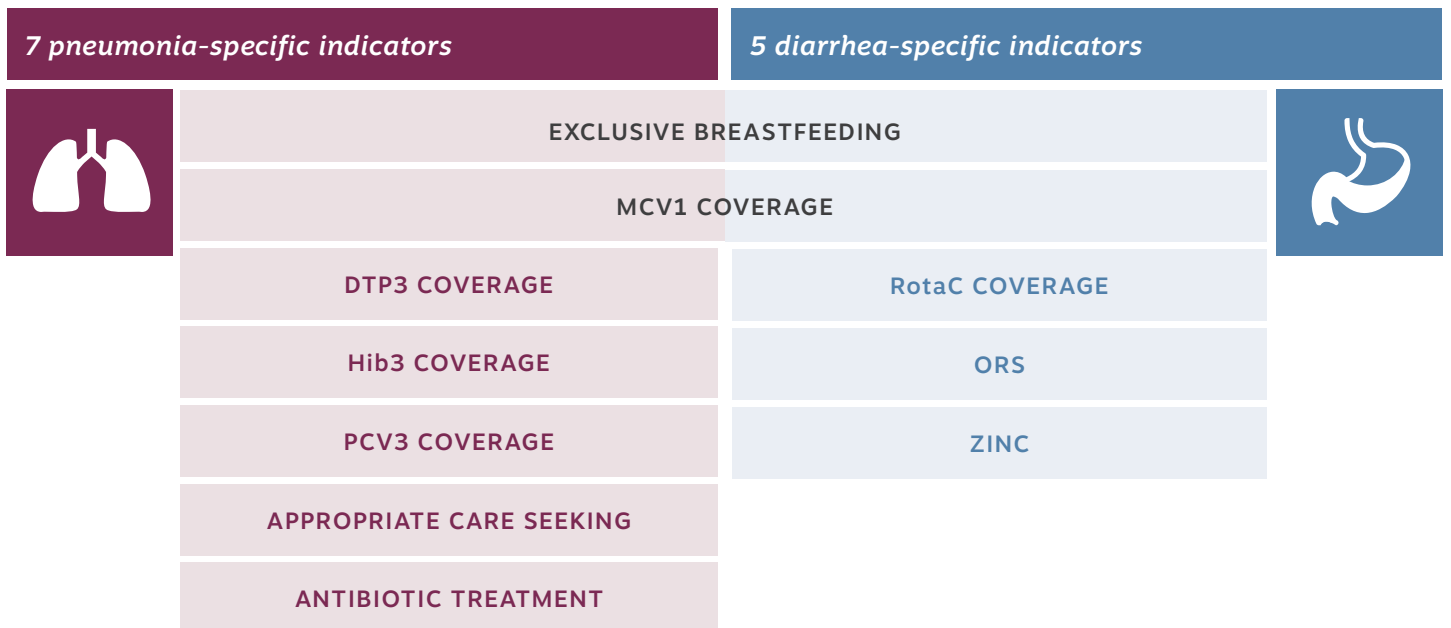 7 pneumonia-specific indicators
5 diarrhea-specific indicators
EXCLUSIVE BREASTFEEDING
MCV1 COVERAGE
DTP3 COVERAGE
RotaC COVERAGE
Hib3 COVERAGE
ORS
PCV3 COVERAGE
ZINC
APPROPRIATE CARE SEEKING
ANTIBIOTIC TREATMENT